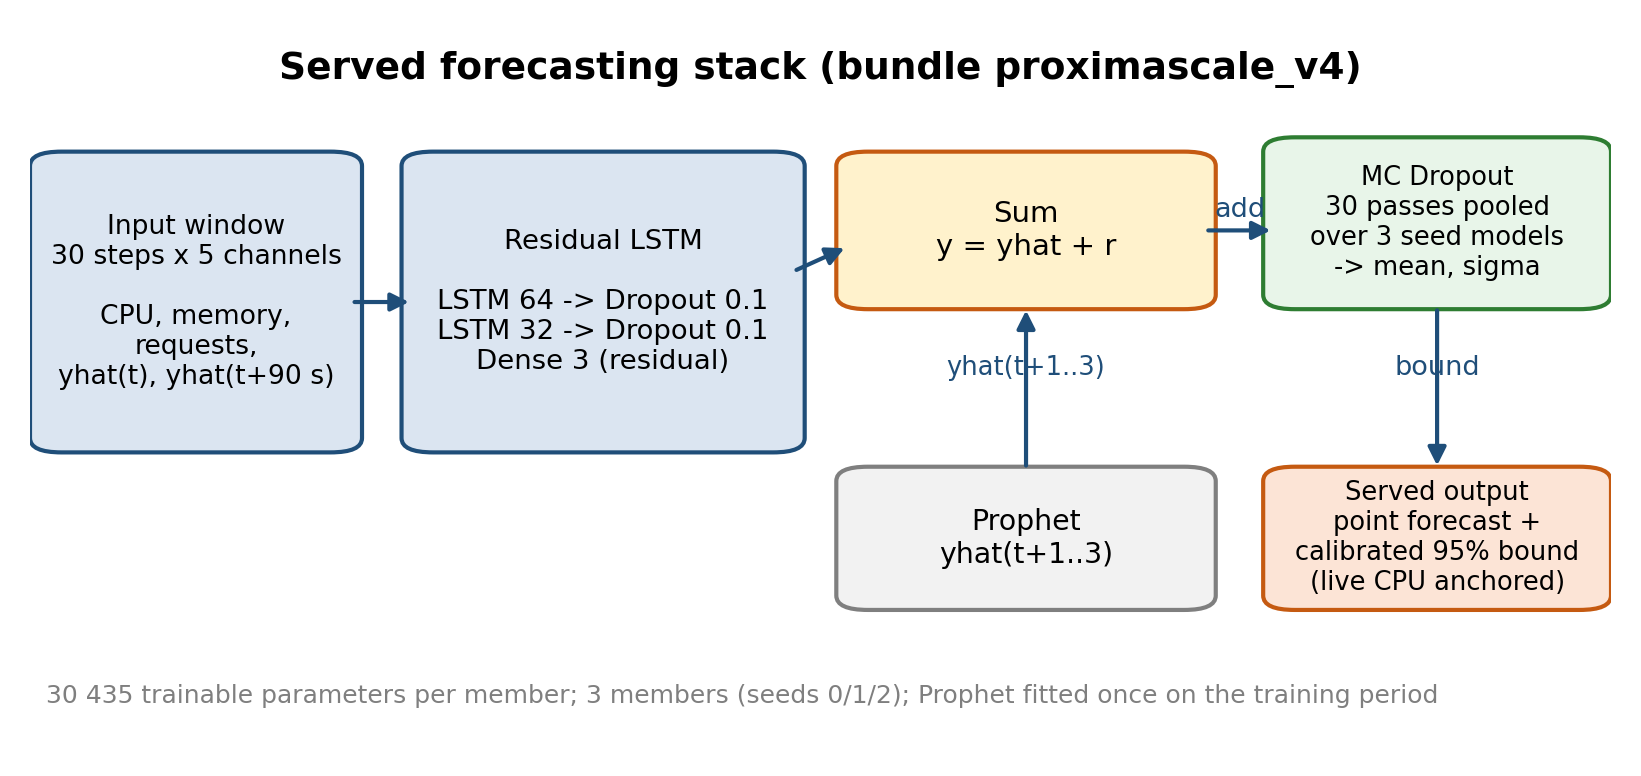 Served forecasting stack (bundle proximascale_v4)
Input window
30 steps x 5 channels
CPU, memory,
requests,
yhat(t), yhat(t+90 s)
Residual LSTM
LSTM 64 -> Dropout 0.1
LSTM 32 -> Dropout 0.1
Dense 3 (residual)
Sum
y = yhat + r
add
MC Dropout
30 passes pooled
over 3 seed models
-> mean, sigma
yhat(t+1..3)
bound
Prophet
yhat(t+1..3)
Served output
point forecast +
calibrated 95% bound
(live CPU anchored)
30 435 trainable parameters per member; 3 members (seeds 0/1/2); Prophet fitted once on the training period